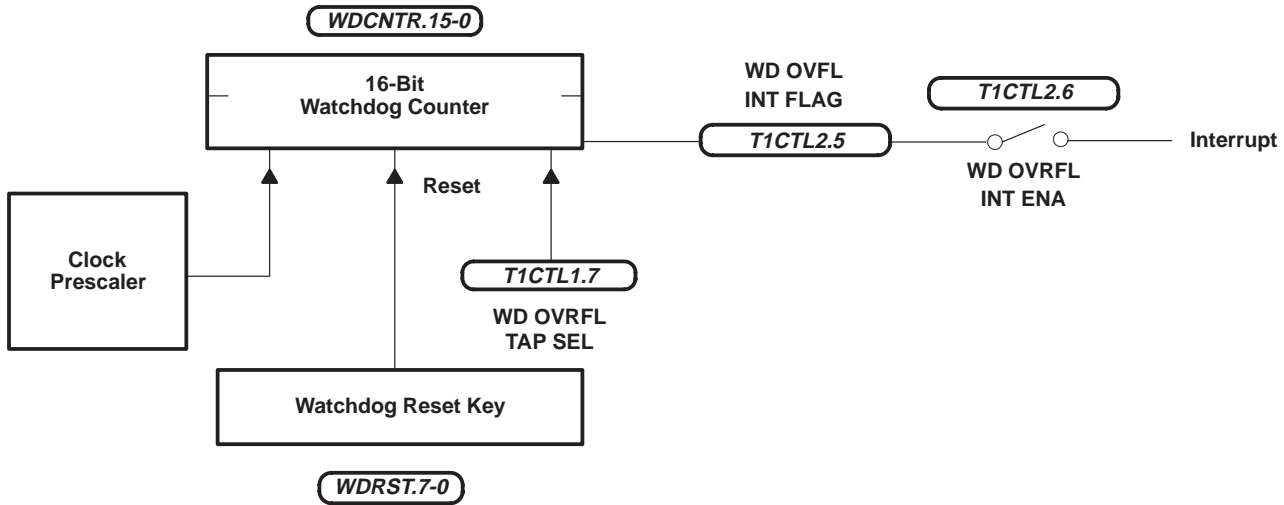 WDCNTR.15-0
16-Bit
Watchdog Counter
WD OVFL
INT FLAG
T1CTL2.6
T1CTL2.5
Interrupt
WD OVRFL
INT ENA
Reset
Clock
Prescaler
T1CTL1.7
WD OVRFL
TAP SEL
Watchdog Reset Key
WDRST.7-0